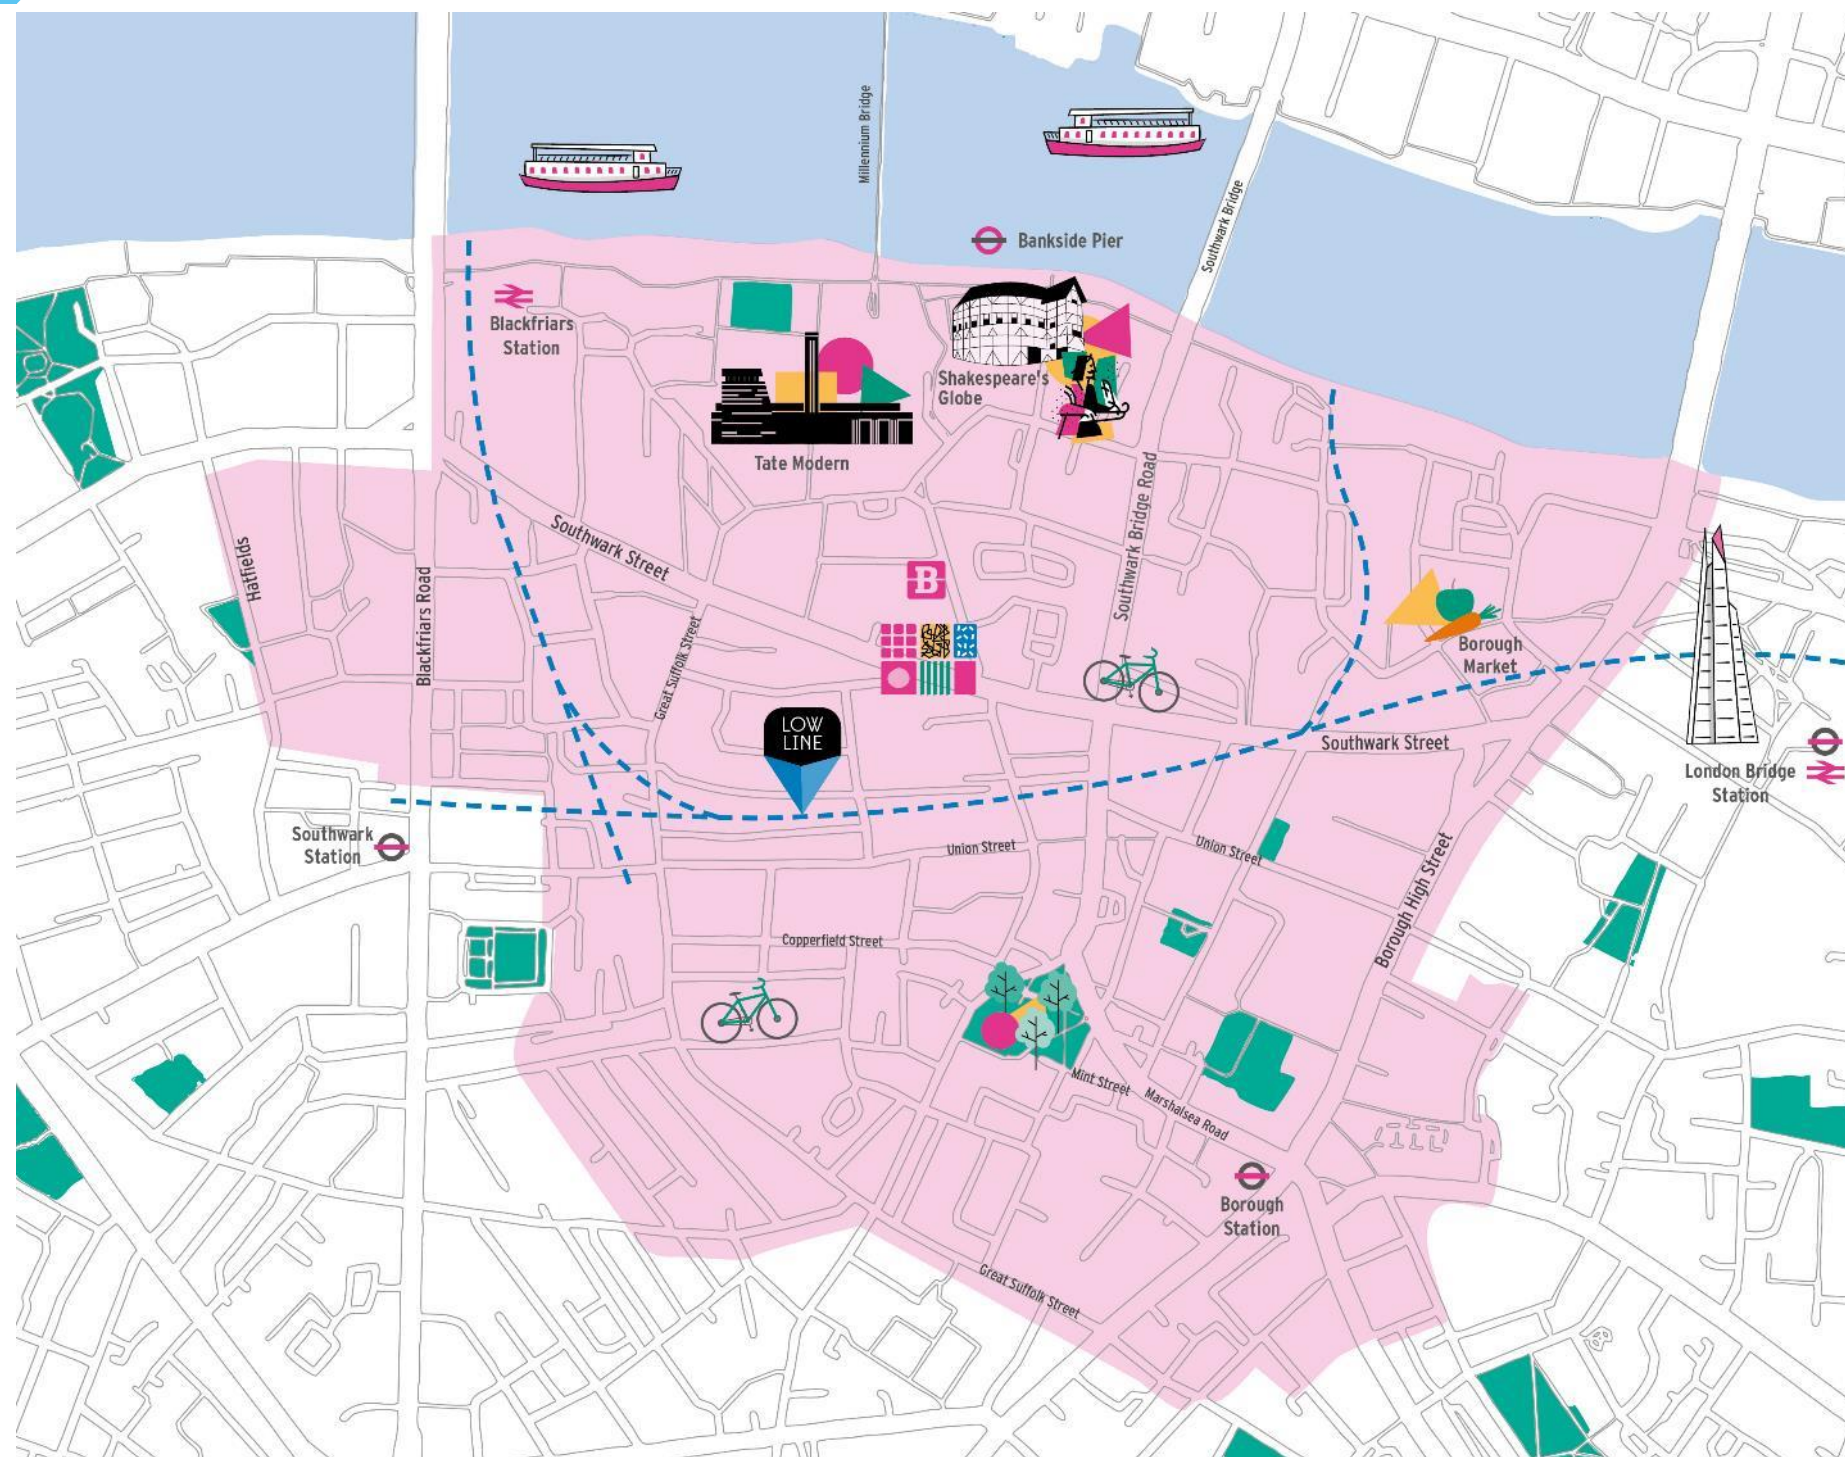 Millennium Bridge
Southwark Bridge
Bankside Pier
Blackfriars
Station
Shakespeare's
Globe
Tate Modern
Southwark Street
Southwark Bridge Road
Hatfields
Blackfriars Road
Great Suffolk Street
B
Borough
Market
LOW
LINE
Southwark Street
London Bridge
Station
Southwark
Station
Union Street
Union Street
Borough High Street
Copperfield Street
Mint Street
Marshalsea Road
Borough
Station
Great Suffolk Street